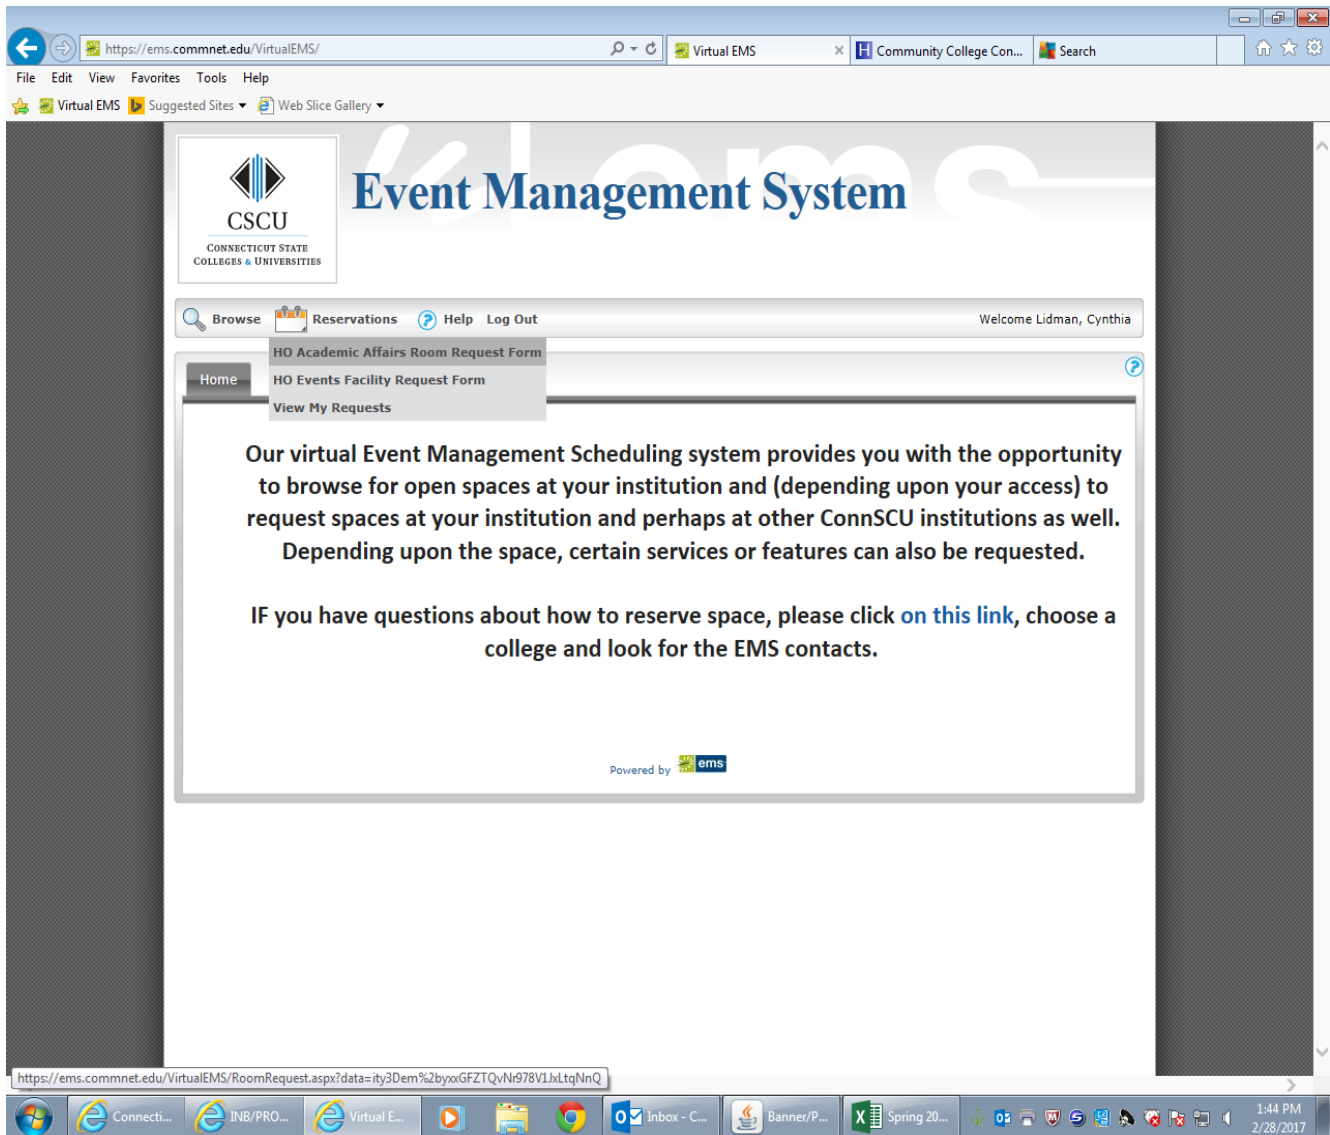 https://ems.commnet.edu/VirtualEMS/
Virtual EMS
Community College Con...
Search
File Edit View Favorites Tools Help
Virtual EMS Suggested Sites Web Slice Gallery
CSCU
CONNECTICUT STATE
COLLEGES & UNIVERSITIES
ems
Event Management System
Browse Reservations Help Log Out
Welcome Lidman, Cynthia
HO Academic Affairs Room Request Form
Home
HO Events Facility Request Form
View My Requests
Our virtual Event Management Scheduling system provides you with the opportunity
to browse for open spaces at your institution and (depending upon your access) to
request spaces at your institution and perhaps at other ConnSCU institutions as well.
Depending upon the space, certain services or features can also be requested.
IF you have questions about how to reserve space, please click on this link, choose a
college and look for the EMS contacts.
Powered by ems
https://ems.commnet.edu/VirtualEMS/RoomRequest.aspx?data=ity3Dem%2byxxGFZTQvNr978V1JxLtqNnQ
Connecti... INB/PRO... Virtual E... Inbox - C... Banner/P... Spring 20...
1:44 PM
2/28/2017